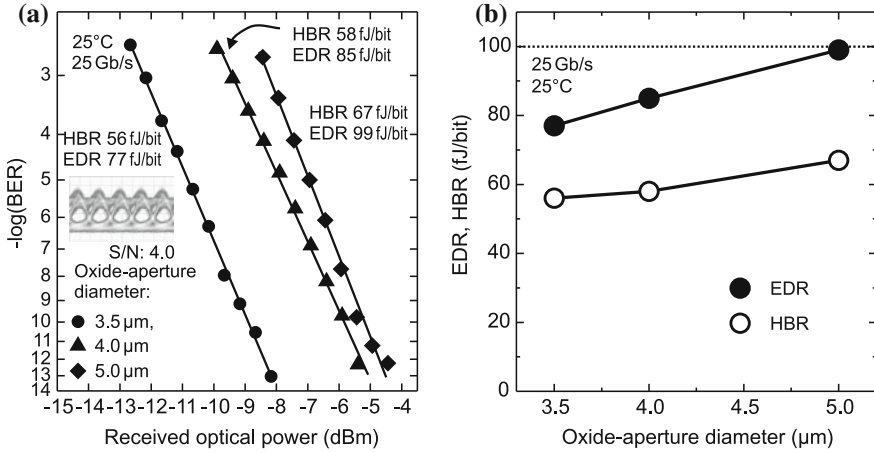 (a)
25°C
25 Gb/s
HBR 58 fJ/bit
EDR 85 fJ/bit
HBR 67 fJ/bit
EDR 99 fJ/bit
HBR 56 fJ/bit
EDR 77 fJ/bit
S/N: 4.0
Oxide-aperture
diameter:
3.5 μm,
4.0 μm
5.0 μm
-log(BER)
3
4
5
6
7
8
9
10
11
12
13
14
-15 -14 -13 -12 -11 -10 -9 -8 -7 -6 -5 -4
Received optical power (dBm)
(b)
25 Gb/s
25°C
EDR
HBR
EDR, HBR (fJ/bit)
100
80
60
40
20
0
3.5 4.0 4.5 5.0
Oxide-aperture diameter (μm)